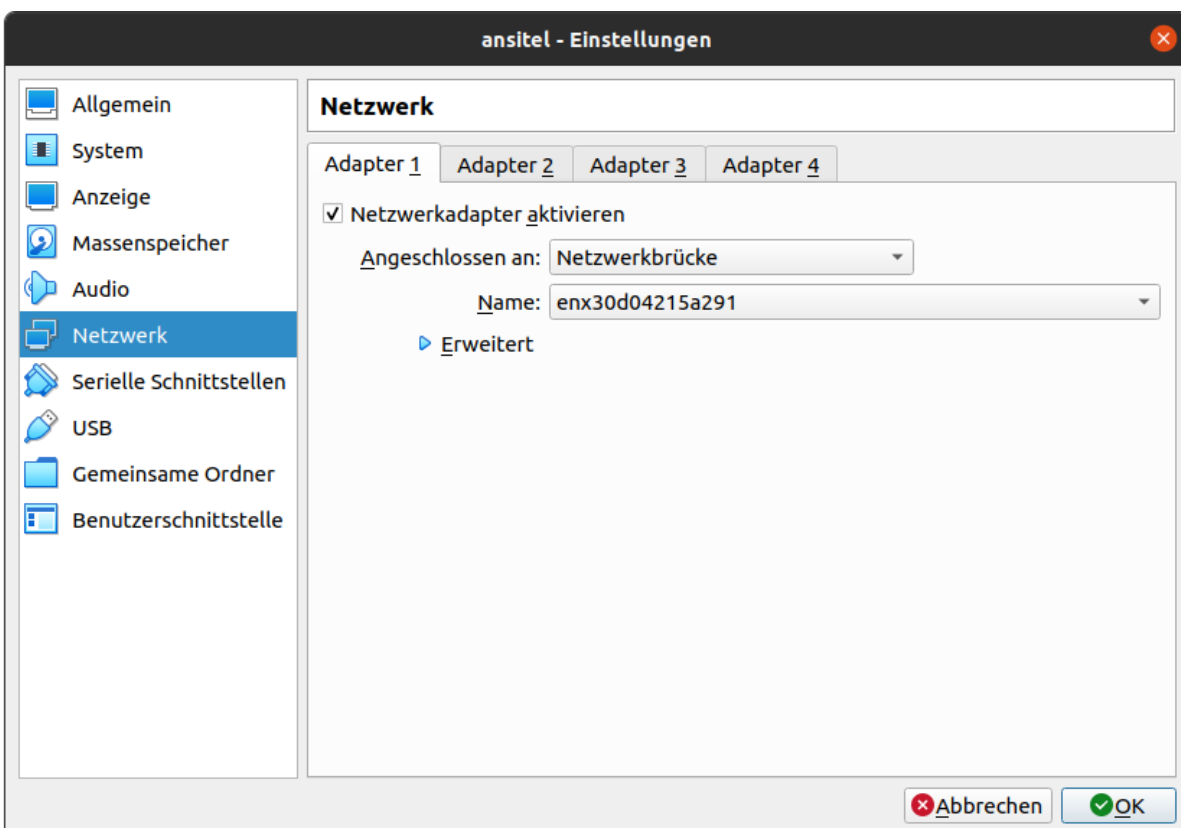 ansitel - Einstellungen
Allgemein
System
Anzeige
Massenspeicher
Audio
Netzwerk
Serielle Schnittstellen
USB
Gemeinsame Ordner
Benutzerschnittstelle
Netzwerk
Adapter 1 Adapter 2 Adapter 3 Adapter 4
Netzwerkadapter aktivieren
Angeschlossen an: Netzwerkbrücke
Name: enx30d04215a291
Erweitert
Abbrechen OK